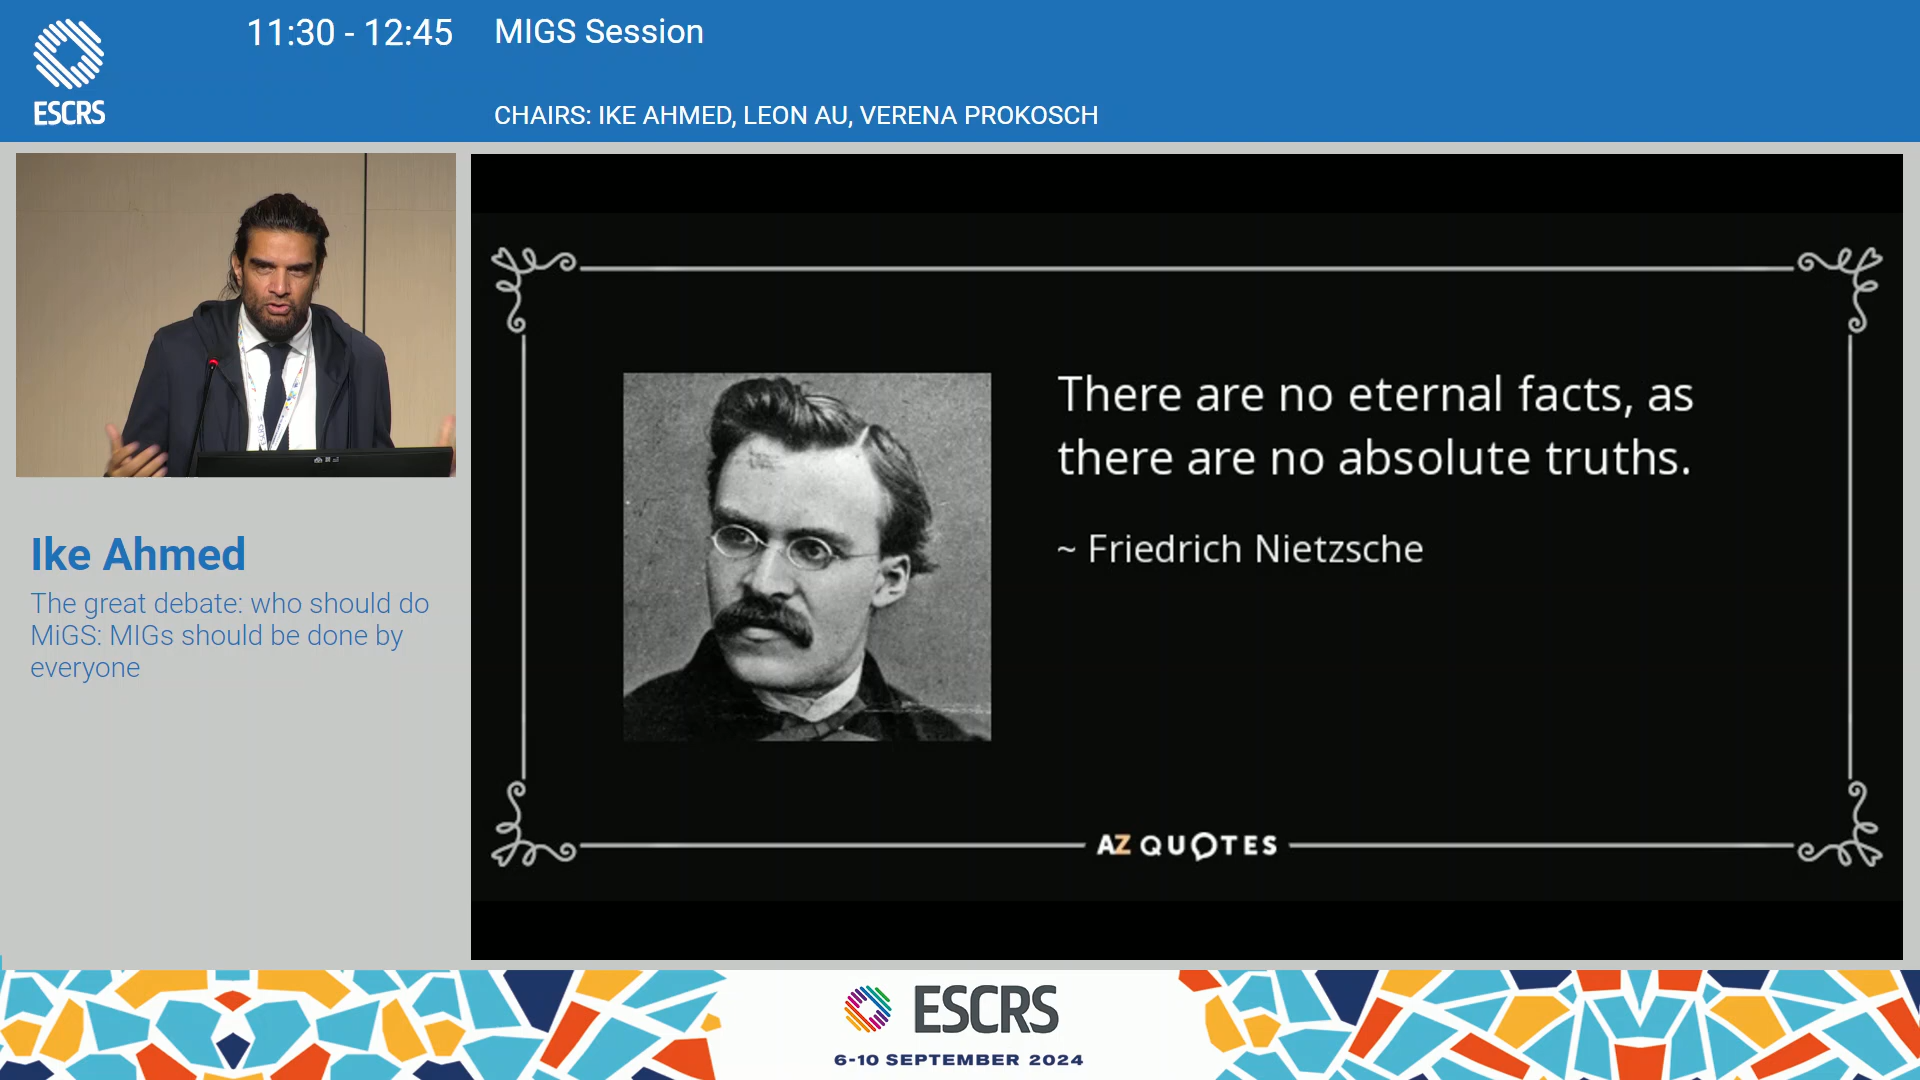 ESCRS
11:30 - 12:45
MIGS Session
CHAIRS: IKE AHMED, LEON AU, VERENA PROKOSCH
Ike Ahmed
The great debate: who should do
MiGS: MIGs should be done by
everyone
There are no eternal facts, as
there are no absolute truths.
~ Friedrich Nietzsche
AZ QUOTES
ESCRS
6-10 SEPTEMBER 2024